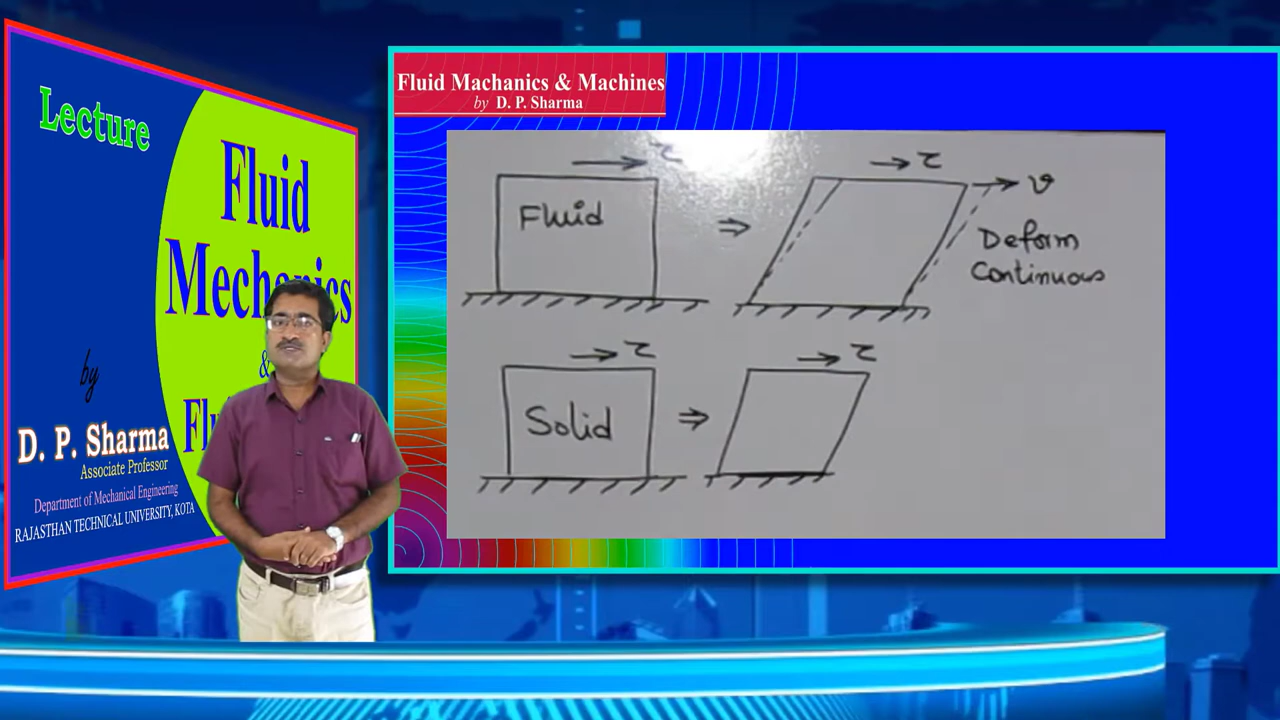 Lecture
Fluid
Mechanics
&
by
D. P. Sharma
Associate Professor
Department of Mechanical Engineering
RAJASTHAN TECHNICAL UNIVERSITY, KOTA
Fluid Machanics & Machines
by D. P. Sharma
τ
Fluid
⇒
τ
v
Deform
Continuous
τ
Solid
⇒
τ